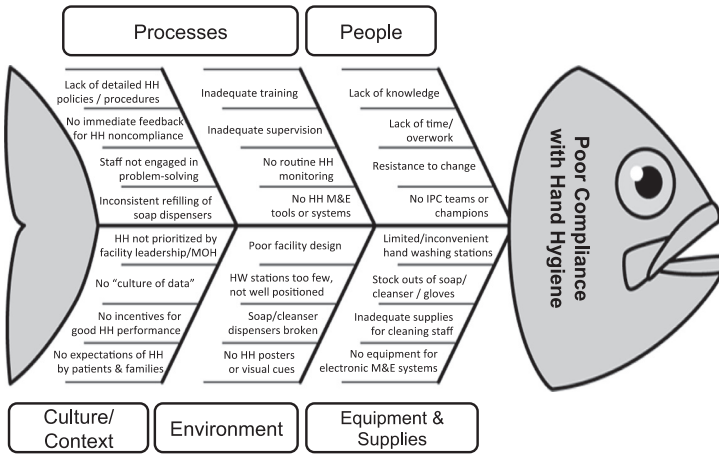 Processes
People
Lack of detailed HH
policies / procedures
No immediate feedback
for HH noncompliance
Staff not engaged in
problem-solving
Inconsistent refilling of
soap dispensers
Inadequate training
Inadequate supervision
No routine HH
monitoring
No HH M&E
tools or systems
Lack of knowledge
Lack of time/
overwork
Resistance to change
No IPC teams or
champions
Poor Compliance
with Hand Hygiene
HH not prioritized by
facility leadership/MOH
No “culture of data”
No incentives for
good HH performance
No expectations of HH
by patients & families
Poor facility design
HW stations too few,
not well positioned
Soap/cleanser
dispensers broken
No HH posters
or visual cues
Limited/inconvenient
hand washing stations
Stock outs of soap/
cleanser / gloves
Inadequate supplies
for cleaning staff
No equipment for
electronic M&E systems
Culture/
Context
Environment
Equipment &
Supplies